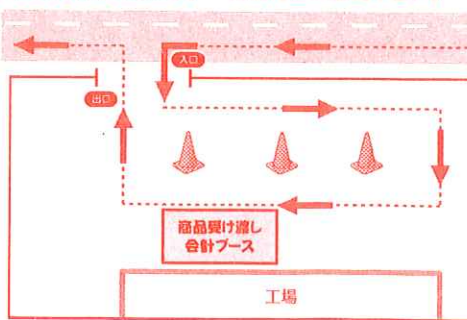 入口
出口
商品受け渡し
会計ブース
工場